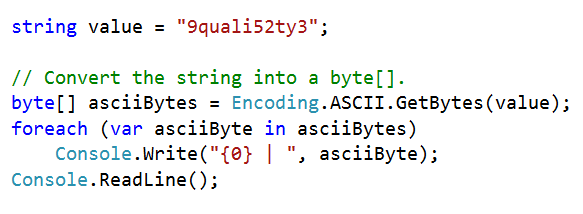 string value = "9quali52ty3";
// Convert the string into a byte[].
byte[] asciiBytes = Encoding.ASCII.GetBytes(value);
foreach (var asciiByte in asciiBytes)
    Console.Write("{0} | ", asciiByte);
Console.ReadLine();